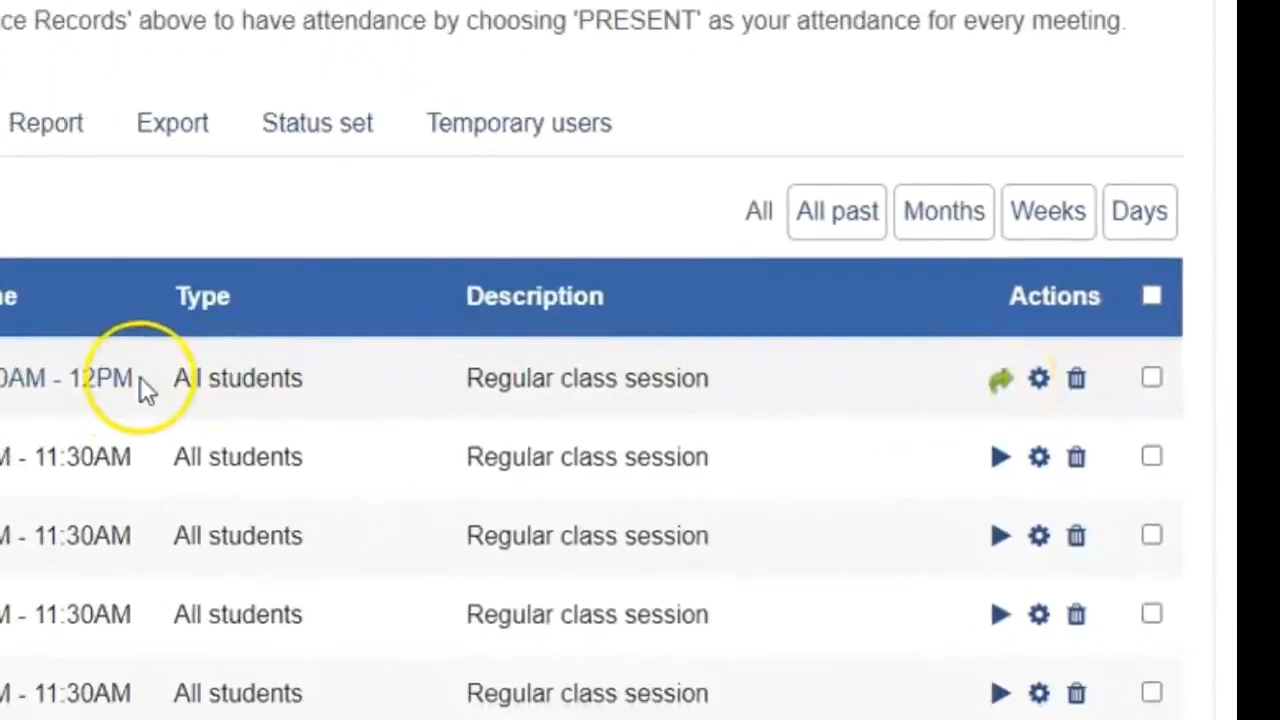 ce Records' above to have attendance by choosing 'PRESENT' as your attendance for every meeting.
Report Export Status set Temporary users
All All past Months Weeks Days
e Type Description Actions
0AM - 12PM All students Regular class session
M - 11:30AM All students Regular class session
M - 11:30AM All students Regular class session
M - 11:30AM All students Regular class session
M - 11:30AM All students Regular class session